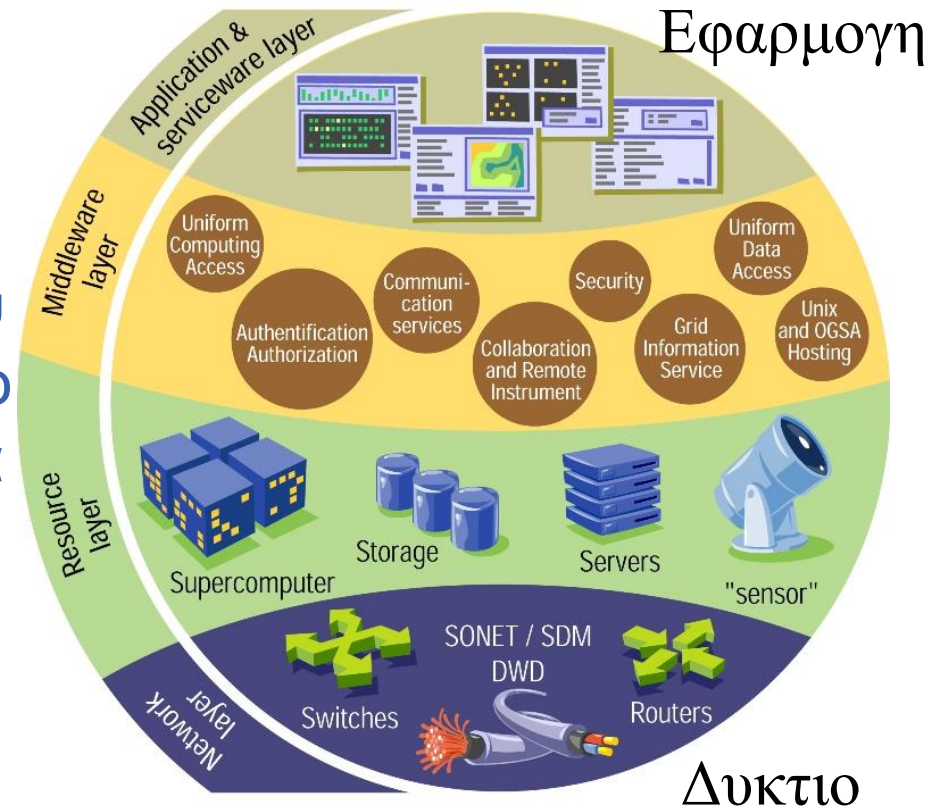 Εφαρμογη
Application &
serviceware layer
Middleware
layer
Uniform
Computing
Access
Authentification
Authorization
Communi-
cation
services
Collaboration
and Remote
Instrument
Security
Grid
Information
Service
Uniform
Data
Access
Unix
and OGSA
Hosting
Resource
layer
Supercomputer
Storage
Servers
"sensor"
Network
layer
Switches
SONET / SDM
DWD
Routers
Δυκτιο